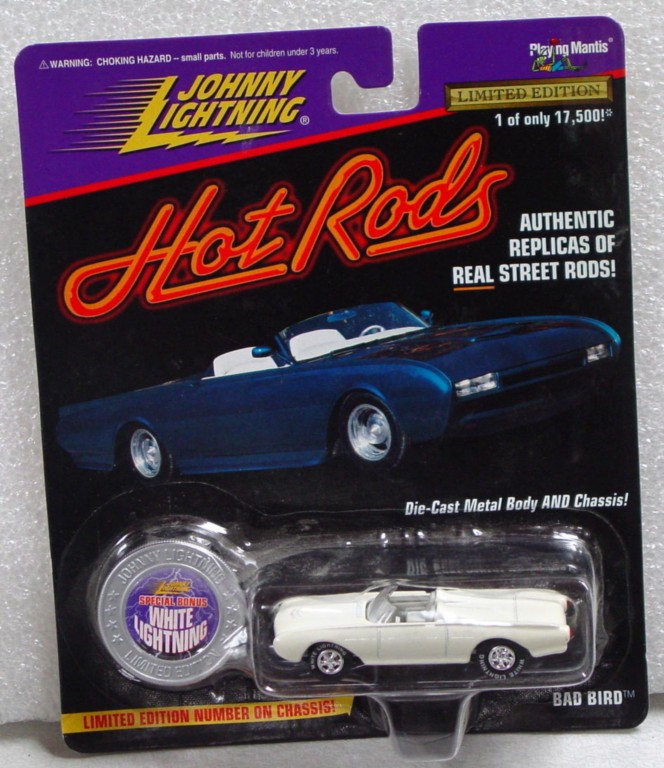 ⚠WARNING: CHOKING HAZARD -- small parts. Not for children under 3 years.
Playing Mantis®
JOHNNY
LIGHTNING®
LIMITED EDITION
1 of only 17,500!*
Hot Rods
AUTHENTIC
REPLICAS OF
REAL STREET RODS!
Die-Cast Metal Body AND Chassis!
JOHNNY LIGHTNING
SPECIAL BONUS
WHITE
LIGHTNING
LIMITED EDITION
WHITE LIGHTNING
BAD BIRD™
LIMITED EDITION NUMBER ON CHASSIS!